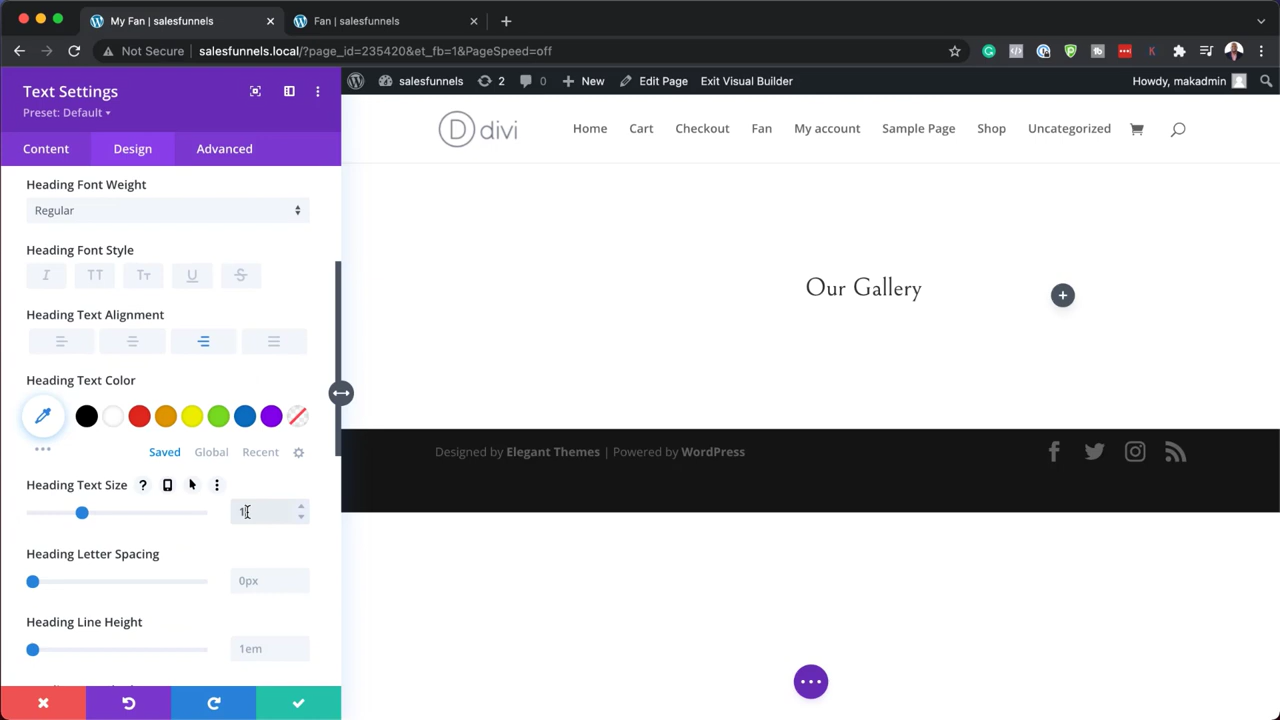 My Fan | salesfunnels
Fan | salesfunnels
Not Secure salesfunnels.local/?page_id=235420&et_fb=1&PageSpeed=off
salesfunnels 2 0 New Edit Page Exit Visual Builder Howdy, makadmin
Text Settings
Preset: Default
Content Design Advanced
D divi
Home Cart Checkout Fan My account Sample Page Shop Uncategorized
Heading Font Weight
Regular
Heading Font Style
I TT Tт U S
Heading Text Alignment
Heading Text Color
Saved Global Recent
Heading Text Size ?
Heading Letter Spacing
0px
Heading Line Height
1em
Our Gallery
Designed by Elegant Themes | Powered by WordPress